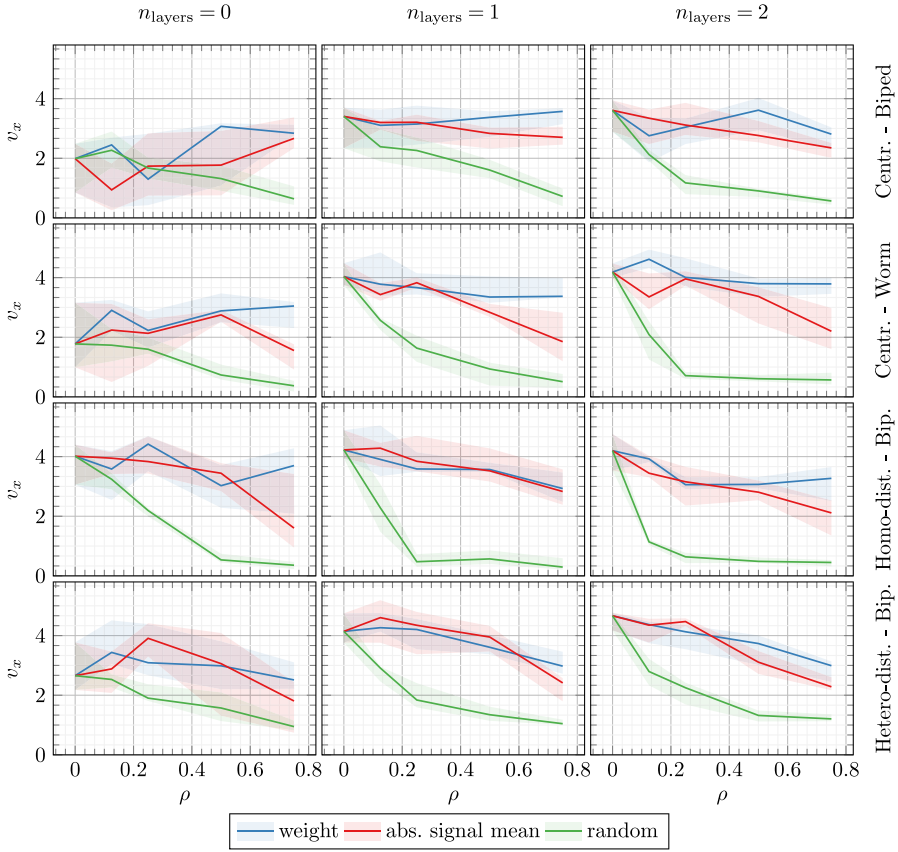 n_layers = 0 n_layers = 1 n_layers = 2
4
2
0
v_x
Centr. - Biped
4
2
0
v_x
Centr. - Worm
4
2
0
v_x
Homo-dist. - Bip.
4
2
0
v_x
Hetero-dist. - Bip.
0 0.2 0.4 0.6 0.8 0 0.2 0.4 0.6 0.8 0 0.2 0.4 0.6 0.8
ρ ρ ρ
weight abs. signal mean random